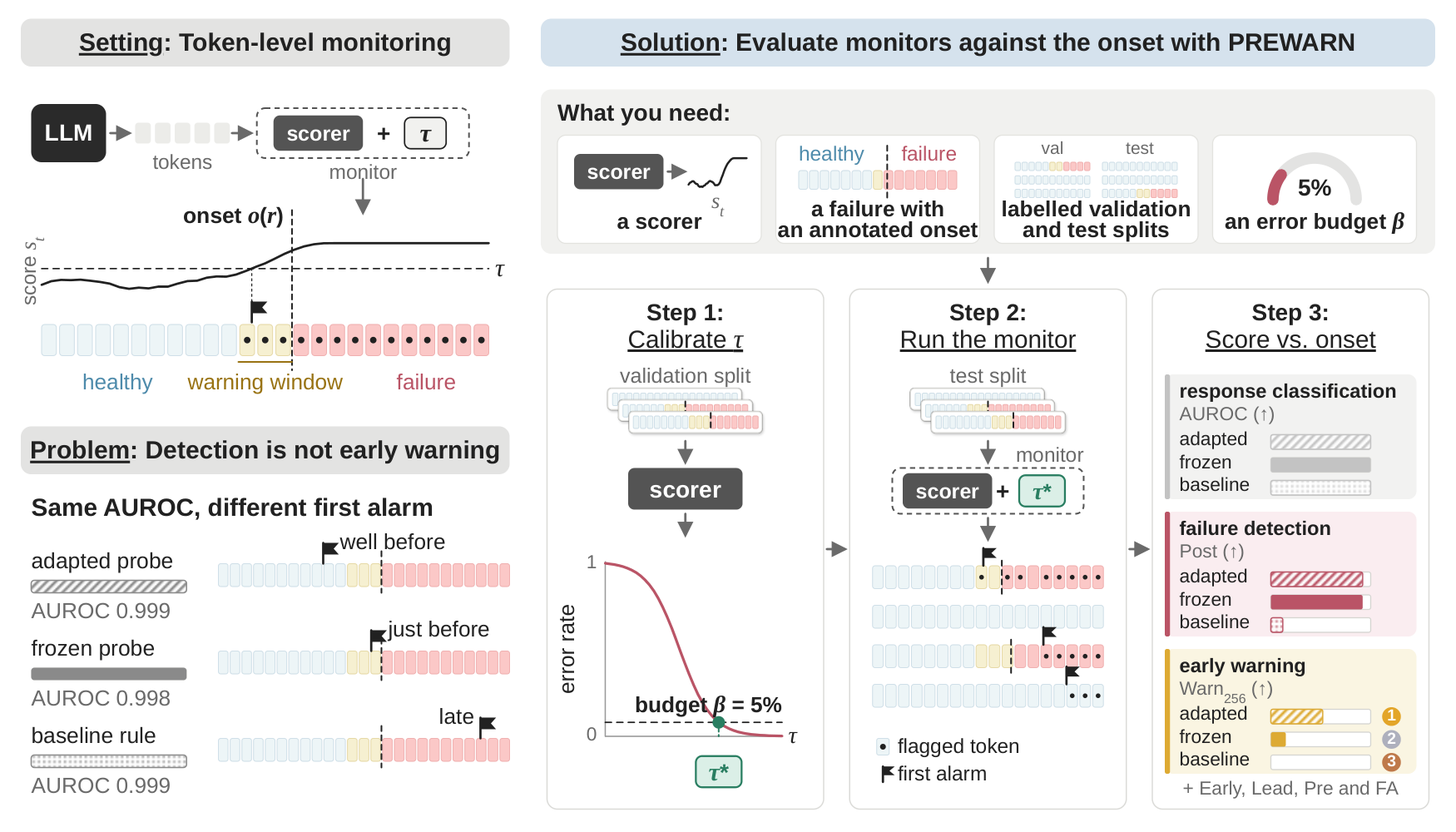 Setting: Token-level monitoring
LLM
scorer + τ
tokens
monitor
onset o(r)
score s_t
τ
healthy warning window failure
Problem: Detection is not early warning
Same AUROC, different first alarm
adapted probe
well before
AUROC 0.999
frozen probe
just before
AUROC 0.998
baseline rule
late
AUROC 0.999
Solution: Evaluate monitors against the onset with PREWARN
What you need:
scorer
s_t
a scorer
healthy failure
a failure with
an annotated onset
val test
labelled validation
and test splits
5%
an error budget β
Step 1:
Calibrate τ
validation split
scorer
1
error rate
budget β = 5%
0
τ
τ*
Step 2:
Run the monitor
test split
monitor
scorer + τ*
flagged token
first alarm
Step 3:
Score vs. onset
response classification
AUROC (↑)
adapted
frozen
baseline
failure detection
Post (↑)
adapted
frozen
baseline
early warning
Warn_256 (↑)
adapted 1
frozen 2
baseline 3
+ Early, Lead, Pre and FA